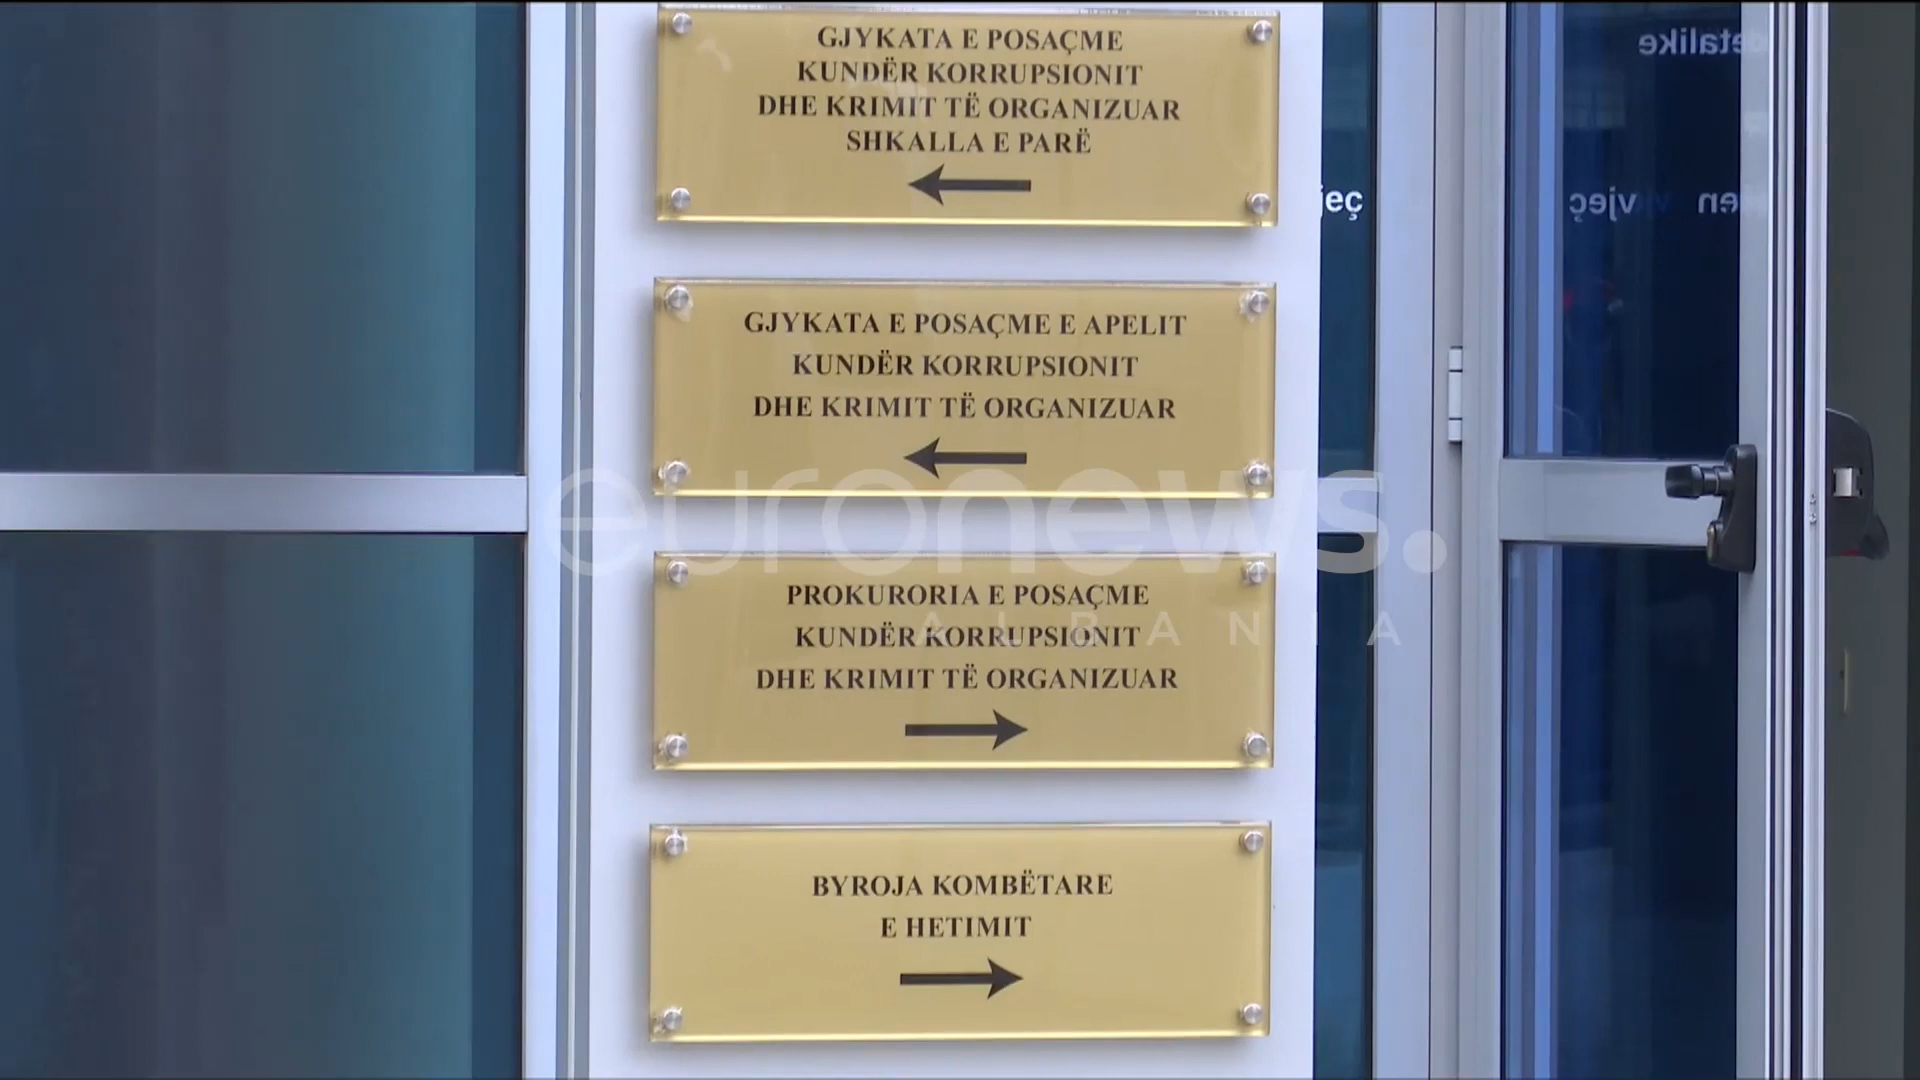 GJYKATA E POSAÇME
KUNDËR KORRUPSIONIT
DHE KRIMIT TË ORGANIZUAR
SHKALLA E PARË
GJYKATA E POSAÇME E APELIT
KUNDËR KORRUPSIONIT
DHE KRIMIT TË ORGANIZUAR
PROKURORIA E POSAÇME
KUNDËR KORRUPSIONIT
DHE KRIMIT TË ORGANIZUAR
BYROJA KOMBËTARE
E HETIMIT
euronews.
ALBANIA